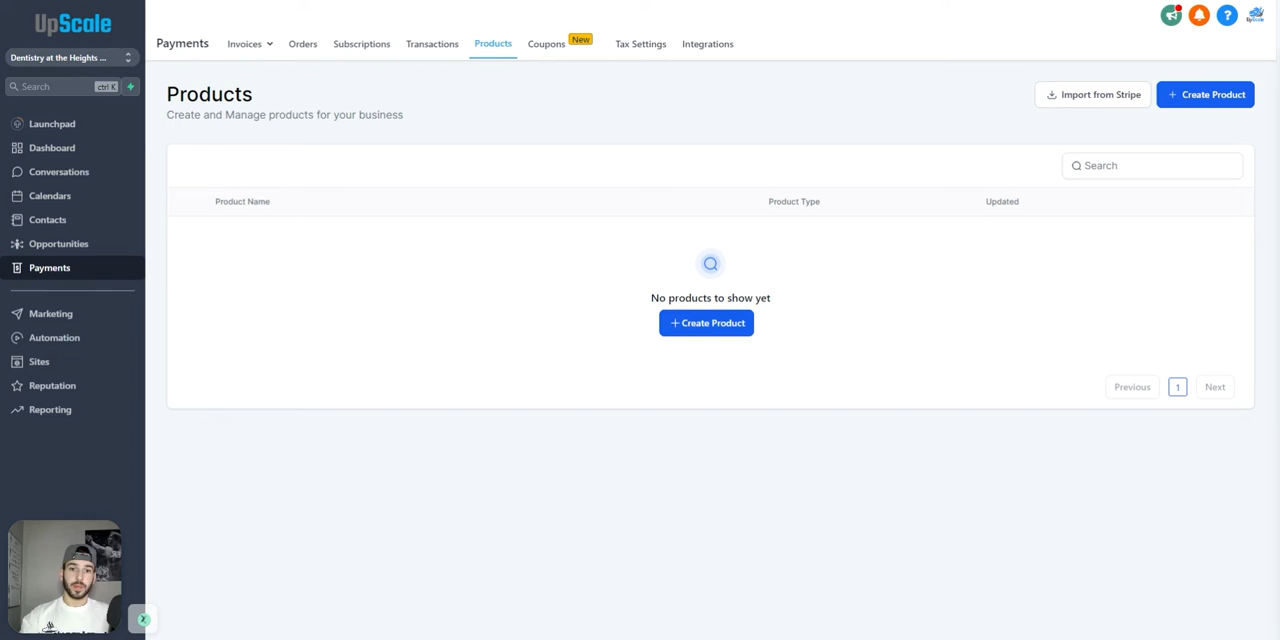 UpScale
Dentistry at the Heights ...
Search ctrl K
Launchpad
Dashboard
Conversations
Calendars
Contacts
Opportunities
Payments
Marketing
Automation
Sites
Reputation
Reporting
Payments Invoices Orders Subscriptions Transactions Products Coupons New Tax Settings Integrations
Products
Create and Manage products for your business
Import from Stripe
+ Create Product
Search
Product Name Product Type Updated
No products to show yet
+ Create Product
Previous 1 Next